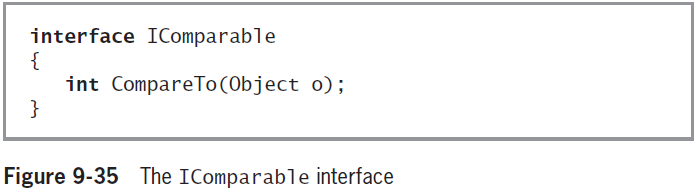 interface IComparable
{
int CompareTo(Object o);
}
Figure 9-35 The IComparable interface